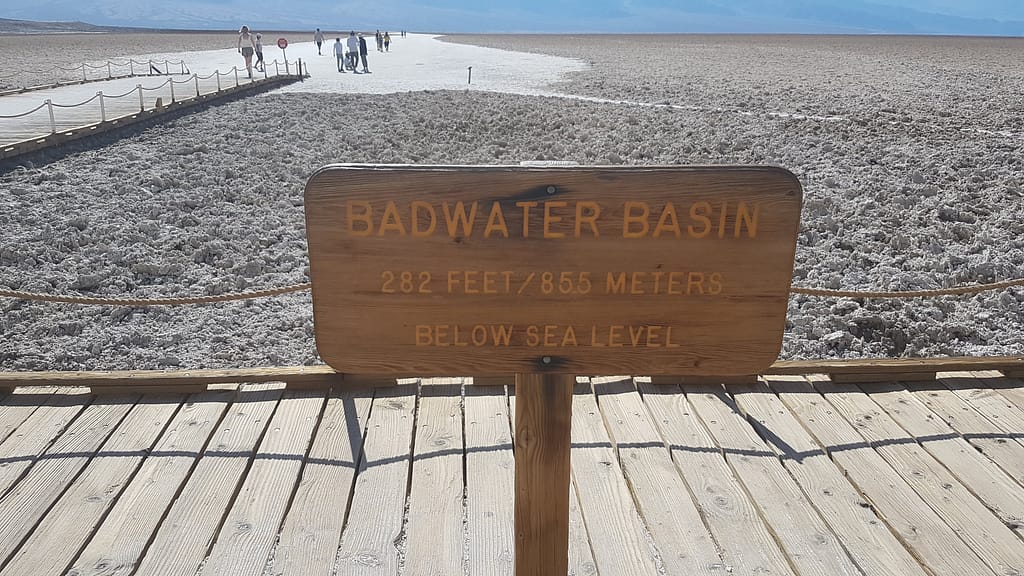 BADWATER BASIN
282 FEET/855 METERS
BELOW SEA LEVEL